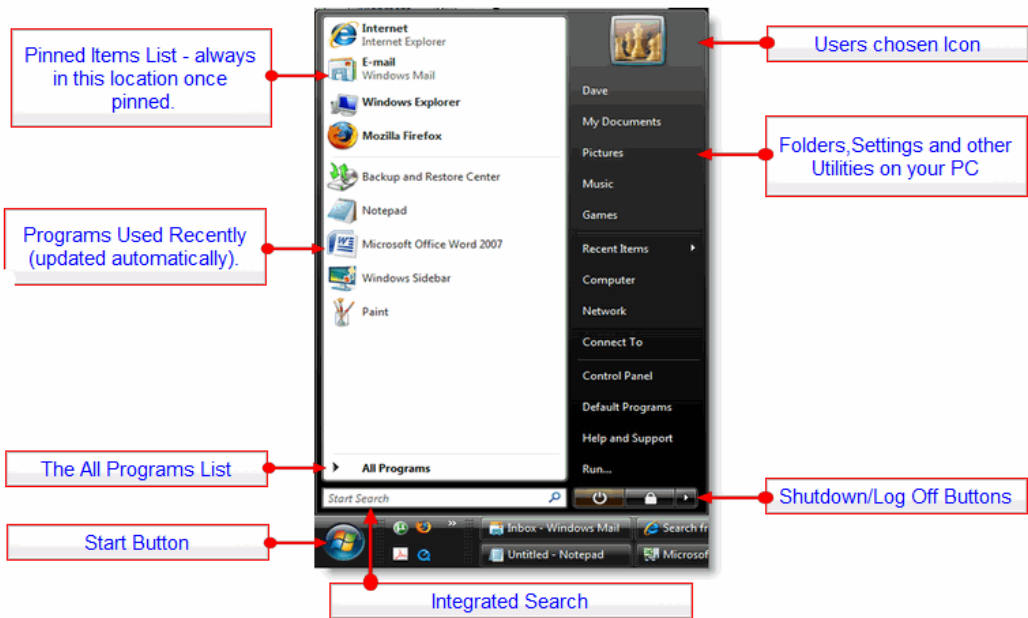 Pinned Items List - always
in this location once
pinned.
Programs Used Recently
(updated automatically).
The All Programs List
Start Button
Internet
Internet Explorer
E-mail
Windows Mail
Windows Explorer
Mozilla Firefox
Backup and Restore Center
Notepad
Microsoft Office Word 2007
Windows Sidebar
Paint
All Programs
Start Search
Dave
My Documents
Pictures
Music
Games
Recent Items
Computer
Network
Connect To
Control Panel
Default Programs
Help and Support
Run...
Inbox - Windows Mail
Search fr
Untitled - Notepad
Microsof
Users chosen Icon
Folders,Settings and other
Utilities on your PC
Shutdown/Log Off Buttons
Integrated Search